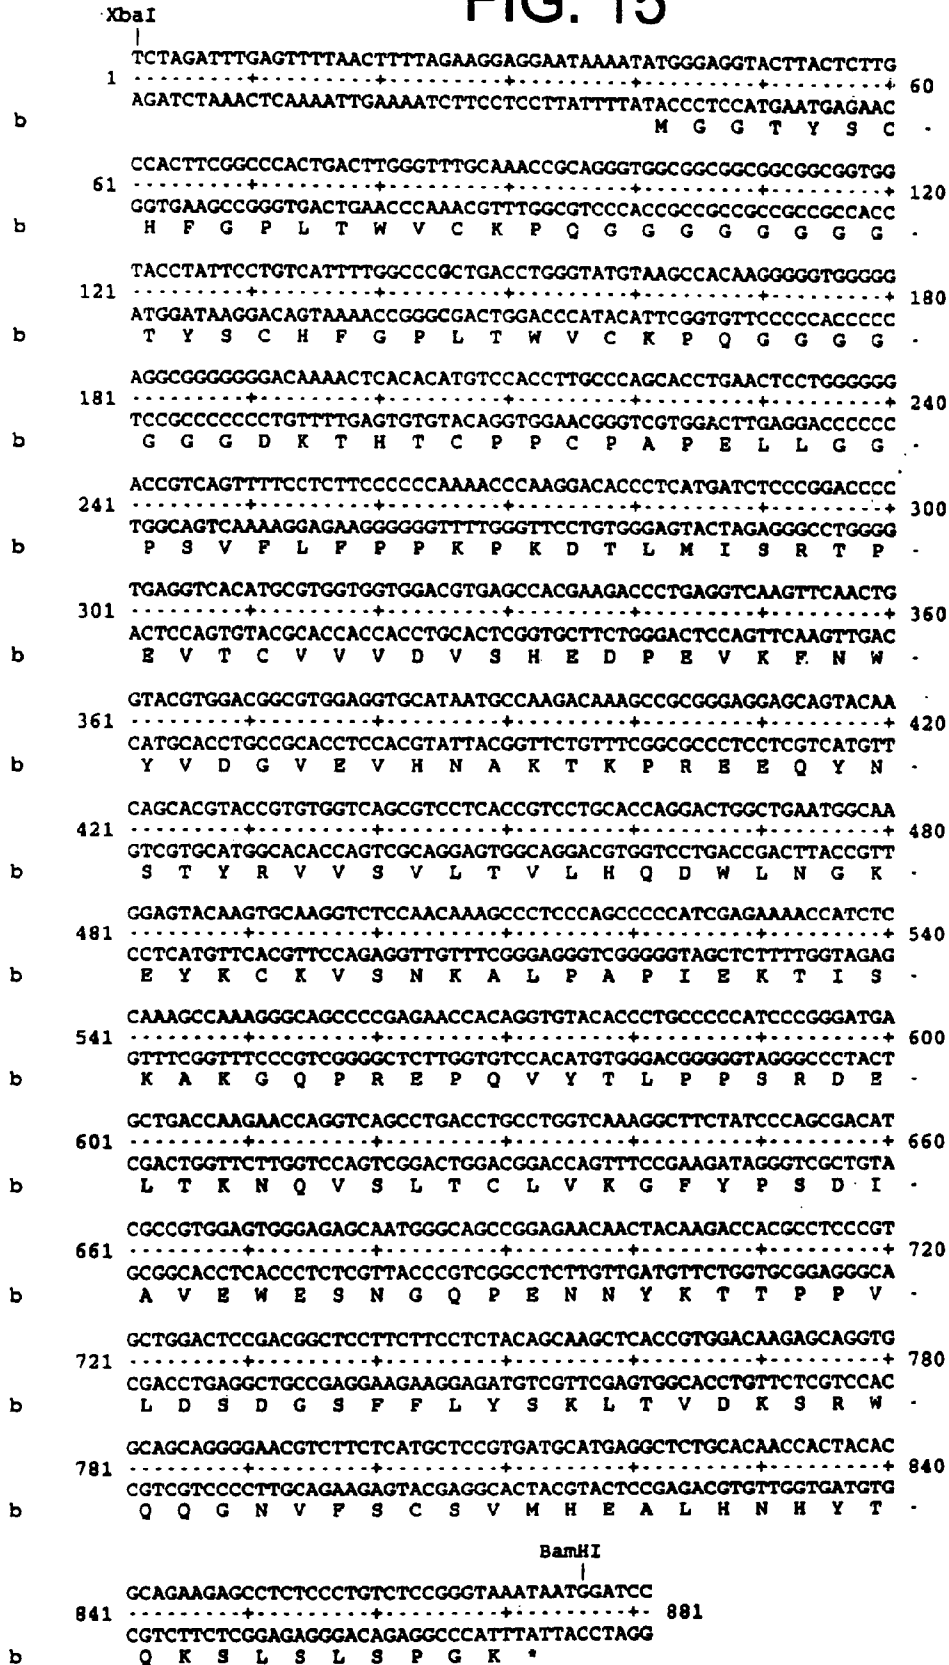 FIG. 15
XbaI
|
TCTAGATTTGAGTTTTAACTTTTAGAAGGAGGAATAAAATATGGGAGGTACTTACTCTTG
1 ---------+---------+---------+---------+---------+---------+ 60
AGATCTAAACTCAAAATTGAAAATCTTCCTCCTTATTTTATACCCTCCATGAATGAGAAC
b M G G T Y S C -
CCACTTCGGCCCACTGACTTGGGTTTGCAAACCGCAGGGTGGCGGCGGCGGCGGCGGTGG
61 ---------+---------+---------+---------+---------+---------+ 120
GGTGAAGCCGGGTGACTGAACCCAAACGTTTGGCGTCCCACCGCCGCCGCCGCCGCCACC
b H F G P L T W V C K P Q G G G G G G G -
TACCTATTCCTGTCATTTTGGCCCGCTGACCTGGGTATGTAAGCCACAAGGGGGTGGGGG
121 ---------+---------+---------+---------+---------+---------+ 180
ATGGATAAGGACAGTAAAACCGGGCGACTGGACCCATACATTCGGTGTTCCCCCACCCCC
b T Y S C H F G P L T W V C K P Q G G G G -
AGGCGGGGGGGACAAAACTCACACATGTCCACCTTGCCCAGCACCTGAACTCCTGGGGGG
181 ---------+---------+---------+---------+---------+---------+ 240
TCCGCCCCCCCTGTTTTGAGTGTGTACAGGTGGAACGGGTCGTGGACTTGAGGACCCCCC
b G G G D K T H T C P P C P A P E L L G G -
ACCGTCAGTTTTCCTCTTCCCCCCAAAACCCAAGGACACCCTCATGATCTCCCGGACCCC
241 ---------+---------+---------+---------+---------+---------+ 300
TGGCAGTCAAAAGGAGAAGGGGGGTTTTGGGTTCCTGTGGGAGTACTAGAGGGCCTGGGG
b P S V F L F P P K P K D T L M I S R T P -
TGAGGTCACATGCGTGGTGGTGGACGTGAGCCACGAAGACCCTGAGGTCAAGTTCAACTG
301 ---------+---------+---------+---------+---------+---------+ 360
ACTCCAGTGTACGCACCACCACCTGCACTCGGTGCTTCTGGGACTCCAGTTCAAGTTGAC
b E V T C V V V D V S H E D P E V K F N W -
GTACGTGGACGGCGTGGAGGTGCATAATGCCAAGACAAAGCCGCGGGAGGAGCAGTACAA
361 ---------+---------+---------+---------+---------+---------+ 420
CATGCACCTGCCGCACCTCCACGTATTACGGTTCTGTTTCGGCGCCCTCCTCGTCATGTT
b Y V D G V E V H N A K T K P R E E Q Y N -
CAGCACGTACCGTGTGGTCAGCGTCCTCACCGTCCTGCACCAGGACTGGCTGAATGGCAA
421 ---------+---------+---------+---------+---------+---------+ 480
GTCGTGCATGGCACACCAGTCGCAGGAGTGGCAGGACGTGGTCCTGACCGACTTACCGTT
b S T Y R V V S V L T V L H Q D W L N G K -
GGAGTACAAGTGCAAGGTCTCCAACAAAGCCCTCCCAGCCCCCATCGAGAAAACCATCTC
481 ---------+---------+---------+---------+---------+---------+ 540
CCTCATGTTCACGTTCCAGAGGTTGTTTCGGGAGGGTCGGGGGTAGCTCTTTTGGTAGAG
b E Y K C K V S N K A L P A P I E K T I S -
CAAAGCCAAAGGGCAGCCCCGAGAACCACAGGTGTACACCCTGCCCCCATCCCGGGATGA
541 ---------+---------+---------+---------+---------+---------+ 600
GTTTCGGTTTCCCGTCGGGGCTCTTGGTGTCCACATGTGGGACGGGGGTAGGGCCCTACT
b K A K G Q P R E P Q V Y T L P P S R D E -
GCTGACCAAGAACCAGGTCAGCCTGACCTGCCTGGTCAAAGGCTTCTATCCCAGCGACAT
601 ---------+---------+---------+---------+---------+---------+ 660
CGACTGGTTCTTGGTCCAGTCGGACTGGACGGACCAGTTTCCGAAGATAGGGTCGCTGTA
b L T K N Q V S L T C L V K G F Y P S D I -
CGCCGTGGAGTGGGAGAGCAATGGGCAGCCGGAGAACAACTACAAGACCACGCCTCCCGT
661 ---------+---------+---------+---------+---------+---------+ 720
GCGGCACCTCACCCTCTCGTTACCCGTCGGCCTCTTGTTGATGTTCTGGTGCGGAGGGCA
b A V E W E S N G Q P E N N Y K T T P P V -
GCTGGACTCCGACGGCTCCTTCTTCCTCTACAGCAAGCTCACCGTGGACAAGAGCAGGTG
721 ---------+---------+---------+---------+---------+---------+ 780
CGACCTGAGGCTGCCGAGGAAGAAGGAGATGTCGTTCGAGTGGCACCTGTTCTCGTCCAC
b L D S D G S F F L Y S K L T V D K S R W -
GCAGCAGGGGAACGTCTTCTCATGCTCCGTGATGCATGAGGCTCTGCACAACCACTACAC
781 ---------+---------+---------+---------+---------+---------+ 840
CGTCGTCCCCTTGCAGAAGAGTACGAGGCACTACGTACTCCGAGACGTGTTGGTGATGTG
b Q Q G N V F S C S V M H E A L H N H Y T -
BamHI
|
GCAGAAGAGCCTCTCCCTGTCTCCGGGTAAATAATGGATCC
841 ---------+---------+---------+---------+- 881
CGTCTTCTCGGAGAGGGACAGAGGCCCATTTATTACCTAGG
b Q K S L S L S P G K *